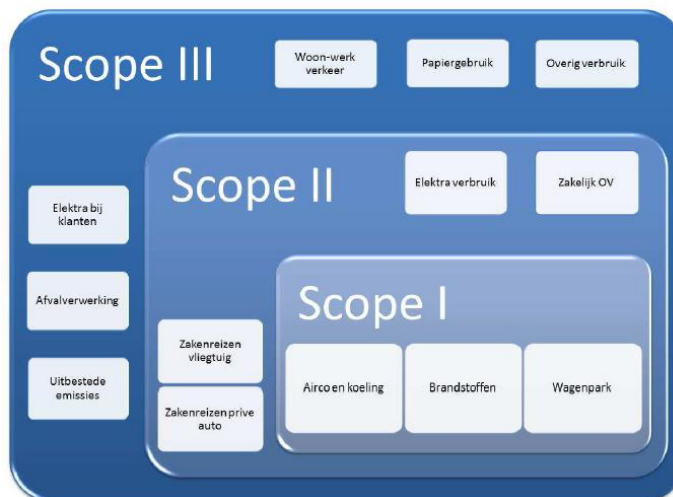 Scope III
Woon-werk
verkeer
Papiergebruik
Overig verbruik
Scope II
Elektra verbruik
Zakelijk OV
Elektra bij
klanten
Afvalverwerking
Uitbestede
emissies
Zakenreizen
vliegtuig
Zakenreizen prive
auto
Scope I
Airco en koeling
Brandstoffen
Wagenpark